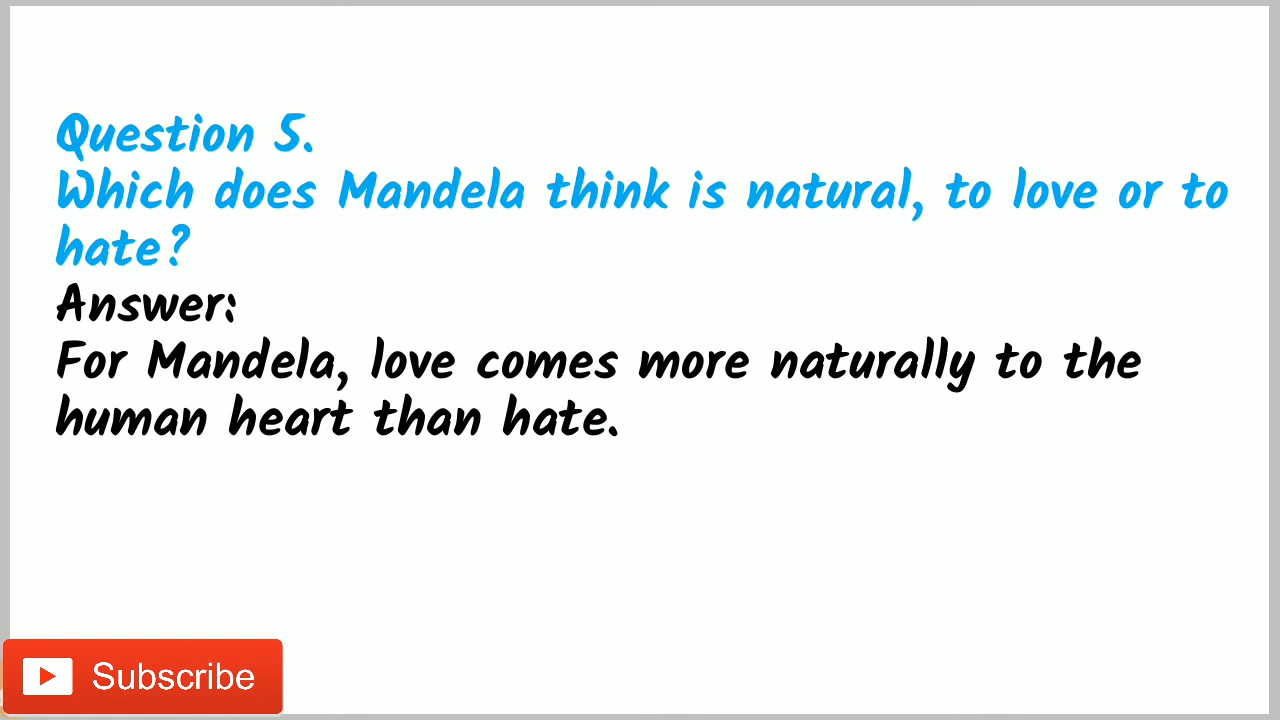 Question 5.
Which does Mandela think is natural, to love or to
hate?
Answer:
For Mandela, love comes more naturally to the
human heart than hate.
Subscribe